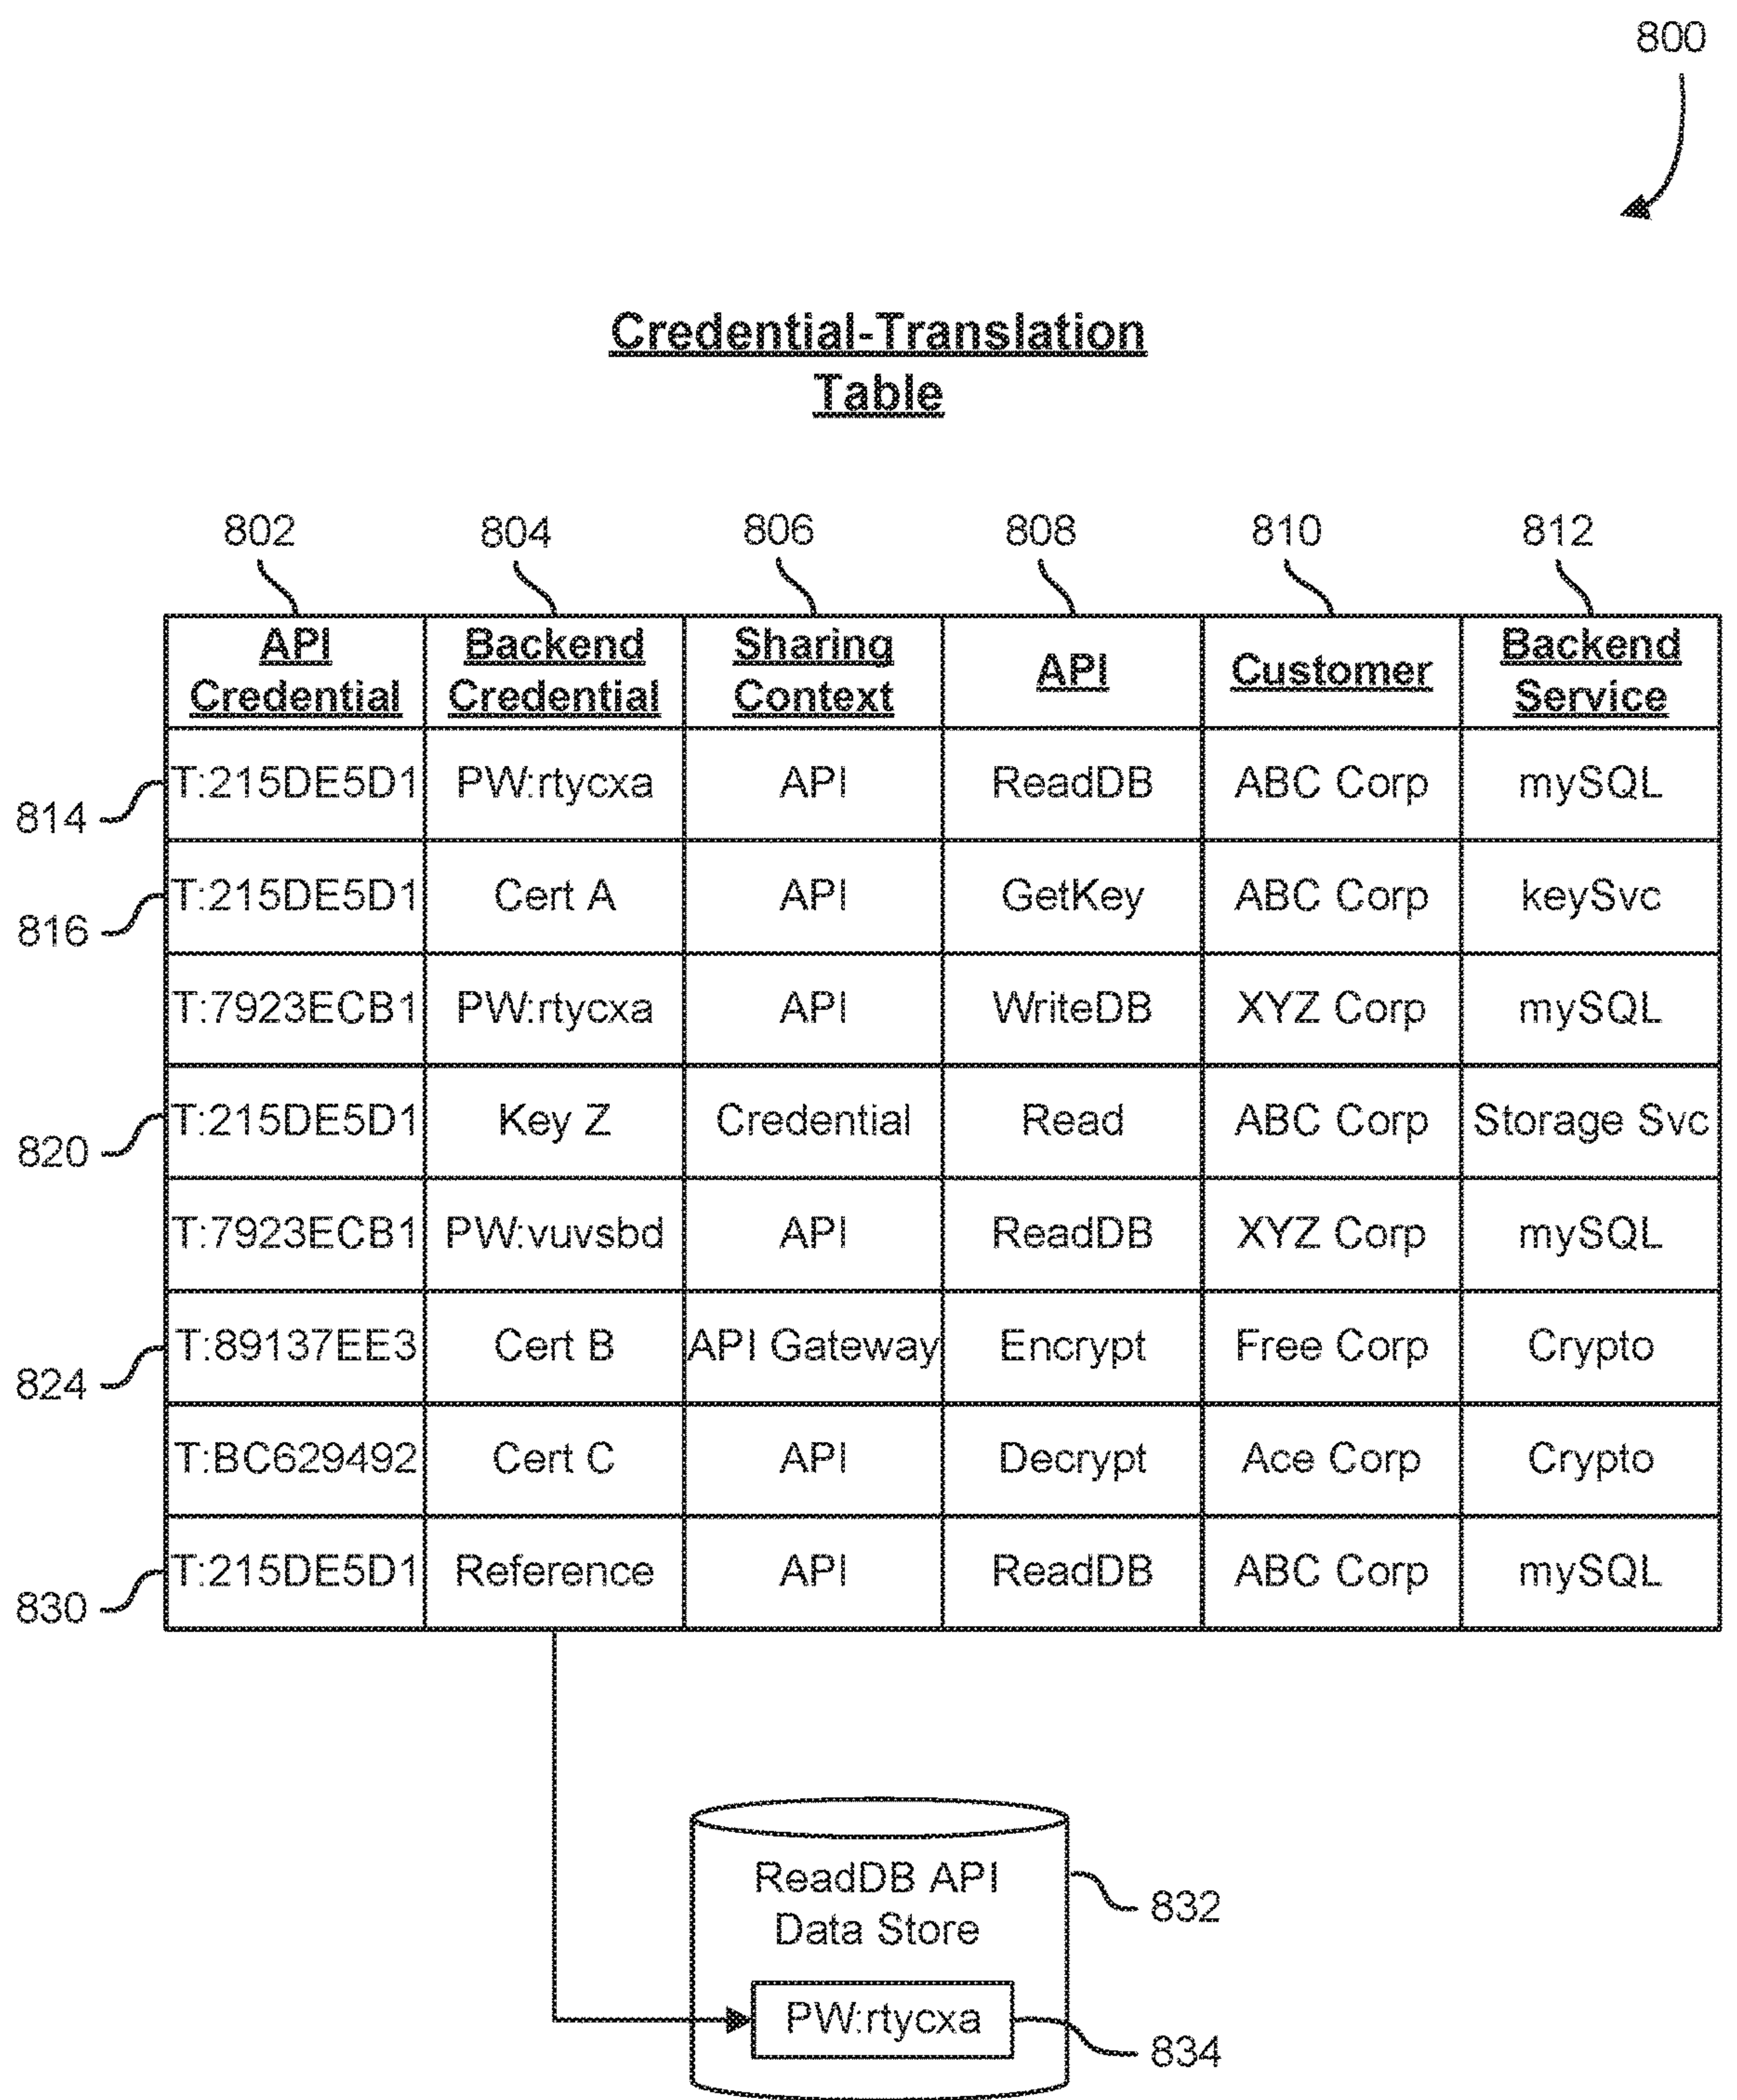 800
Credential-Translation
Table
802 804 806 808 810 812
API Credential Backend Credential Sharing Context API Customer Backend Service
814 T:215DE5D1 PW:rtycxa API ReadDB ABC Corp mySQL
816 T:215DE5D1 Cert A API GetKey ABC Corp keySvc
T:7923ECB1 PW:rtycxa API WriteDB XYZ Corp mySQL
820 T:215DE5D1 Key Z Credential Read ABC Corp Storage Svc
T:7923ECB1 PW:vuvsbd API ReadDB XYZ Corp mySQL
824 T:89137EE3 Cert B API Gateway Encrypt Free Corp Crypto
T:BC629492 Cert C API Decrypt Ace Corp Crypto
830 T:215DE5D1 Reference API ReadDB ABC Corp mySQL
ReadDB API
Data Store
832
PW:rtycxa
834